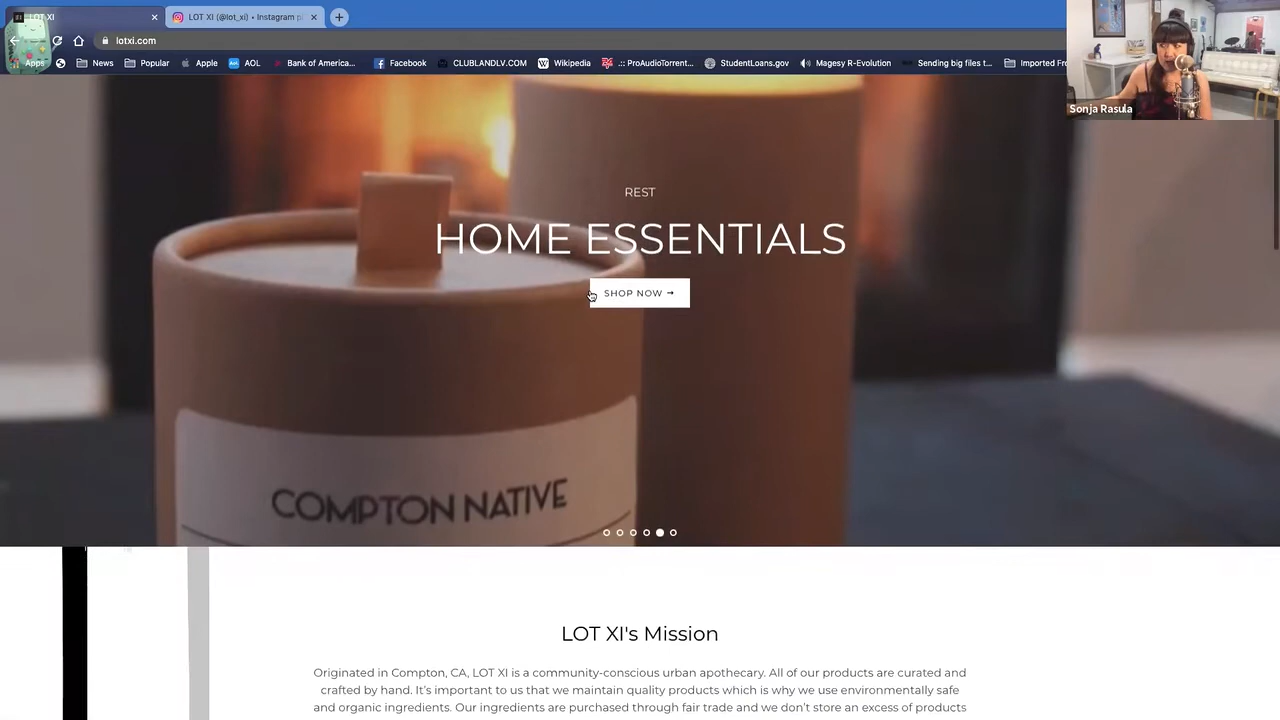 LOT XI
LOT XI (@lot_xi) • Instagram p
lotxi.com
Apps
News
Popular
Apple
AOL
Bank of America...
Facebook
CLUBLANDLV.COM
Wikipedia
.:: ProAudioTorrent...
StudentLoans.gov
Magesy R-Evolution
Sending big files t...
Imported Fro
Sonja Rasula
REST
HOME ESSENTIALS
SHOP NOW →
COMPTON NATIVE
LOT XI's Mission
Originated in Compton, CA, LOT XI is a community-conscious urban apothecary. All of our products are curated and
crafted by hand. It's important to us that we maintain quality products which is why we use environmentally safe
and organic ingredients. Our ingredients are purchased through fair trade and we don't store an excess of products